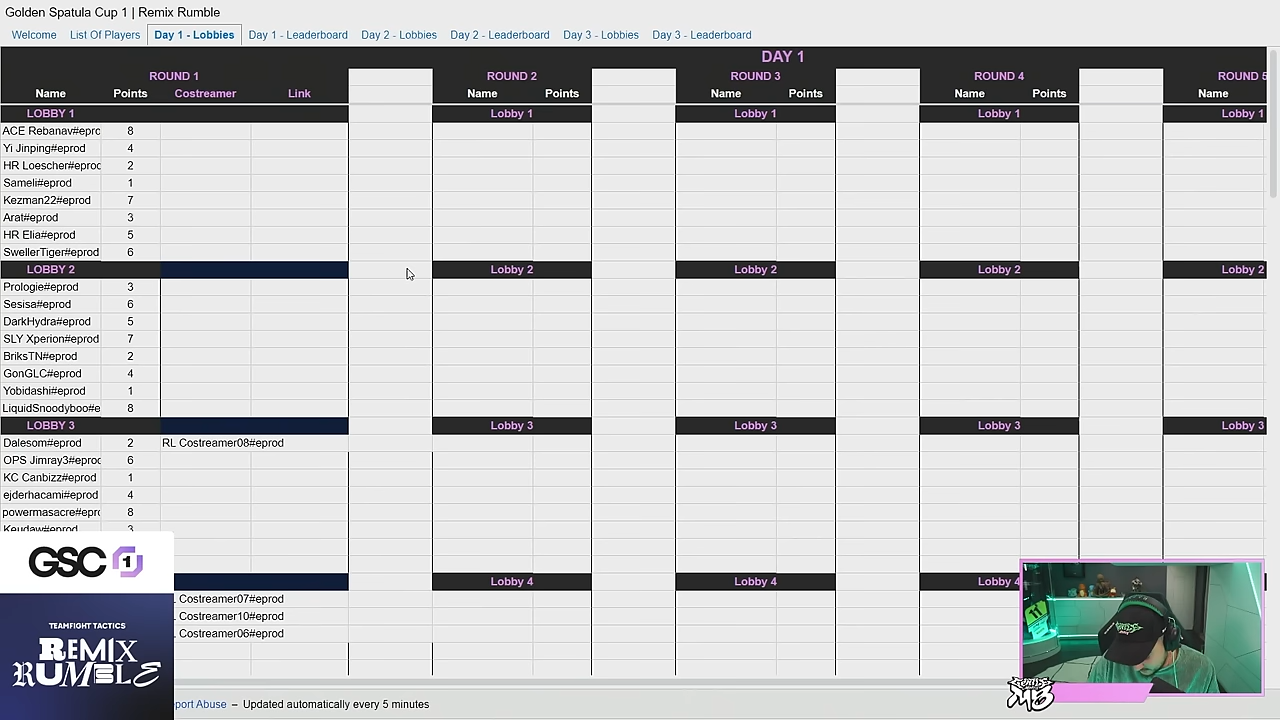 Golden Spatula Cup 1 | Remix Rumble
Welcome List Of Players Day 1 - Lobbies Day 1 - Leaderboard Day 2 - Lobbies Day 2 - Leaderboard Day 3 - Lobbies Day 3 - Leaderboard
DAY 1
ROUND 1 ROUND 2 ROUND 3 ROUND 4 ROUND 5
Name Points Costreamer Link Name Points Name Points Name Points Name
LOBBY 1 Lobby 1 Lobby 1 Lobby 1 Lobby 1
ACE Rebanav#eprc 8
Yi Jinping#eprod 4
HR Loescher#eproc 2
Sameli#eprod 1
Kezman22#eprod 7
Arat#eprod 3
HR Elia#eprod 5
SwellerTiger#eprod 6
LOBBY 2 Lobby 2 Lobby 2 Lobby 2 Lobby 2
Prologie#eprod 3
Sesisa#eprod 6
DarkHydra#eprod 5
SLY Xperion#eprod 7
BriksTN#eprod 2
GonGLC#eprod 4
Yobidashi#eprod 1
LiquidSnoodyboo#e 8
LOBBY 3 Lobby 3 Lobby 3 Lobby 3 Lobby 3
Dalesom#eprod 2 RL Costreamer08#eprod
OPS Jimray3#eproc 6
KC Canbizz#eprod 1
ejderhacami#eprod 4
powermasacre#eprc 8
Keudaw#eprod 3
Lobby 4 Lobby 4 Lobby 4
L Costreamer07#eprod
L Costreamer10#eprod
L Costreamer06#eprod
GSC 1
TEAMFIGHT TACTICS
REMIX
RUMBLE
port Abuse – Updated automatically every 5 minutes